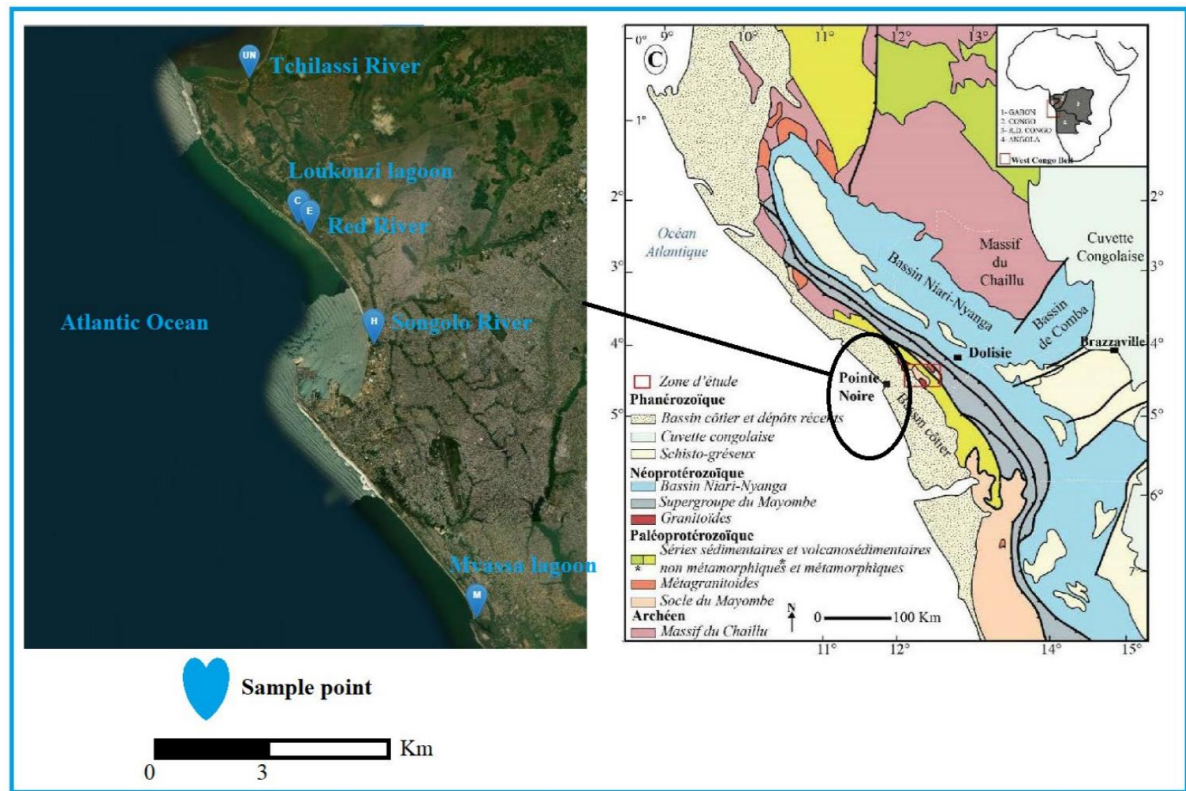 UN
Tchilassi River
Loukonzi lagoon
C
E
Red River
Atlantic Ocean
H
Songolo River
Mvassa lagoon
M
Sample point
Km
0
3
9°
10°
11°
12°
13°
0°
C
1- GABON
2- CONGO
3- R.D. CONGO
4- ANGOLA
West Congo Belt
1°
2°
Océan
Atlantique
Massif
du
Chaillu
Cuvette
Congolaise
3°
Bassin Niari-Nyanga
Bassin
de Comba
4°
Dolisie
Brazzaville
Pointe
Noire
Bassin côtier
5°
6°
7°
Zone d'étude
Phanérozoïque
Bassin côtier et dépôts récents
Cuvette congolaise
Schisto-gréseux
Néoprotérozoïque
Bassin Niari-Nyanga
Supergroupe du Mayombe
Granitoïdes
Paléoprotérozoïque
Séries sédimentaires et volcanosédimentaires
* non métamorphiques et métamorphiques *
Métagranitoides
Socle du Mayombe
Archéen
Massif du Chaillu
N
0
100 Km
11°
12°
14°
15°